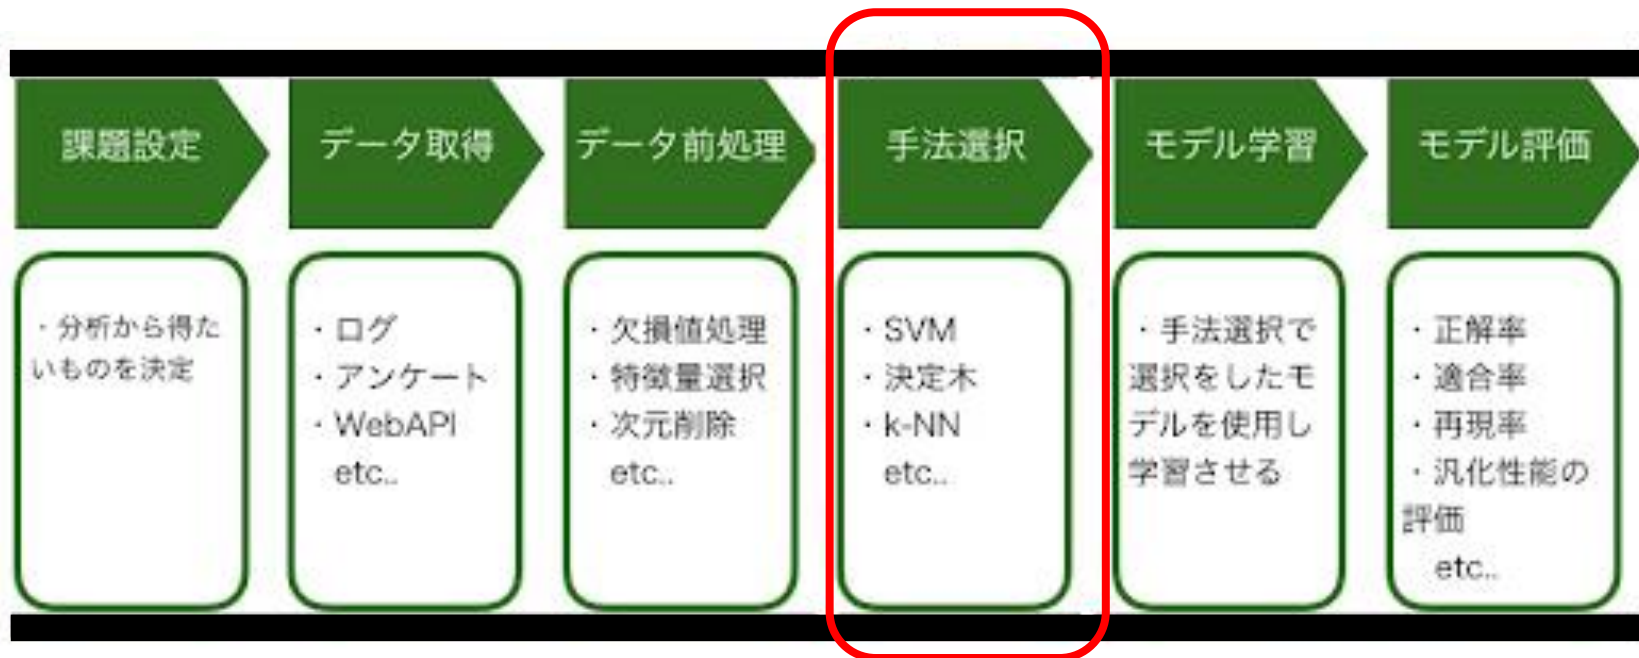 課題設定
データ取得
データ前処理
手法選択
モデル学習
モデル評価
・分析から得た
いものを決定
・ログ
・アンケート
・WebAPI
etc..
・欠損値処理
・特徴量選択
・次元削除
etc..
・SVM
・決定木
・k-NN
etc..
・手法選択で
選択をしたモ
デルを使用し
学習させる
・正解率
・適合率
・再現率
・汎化性能の
評価
etc..